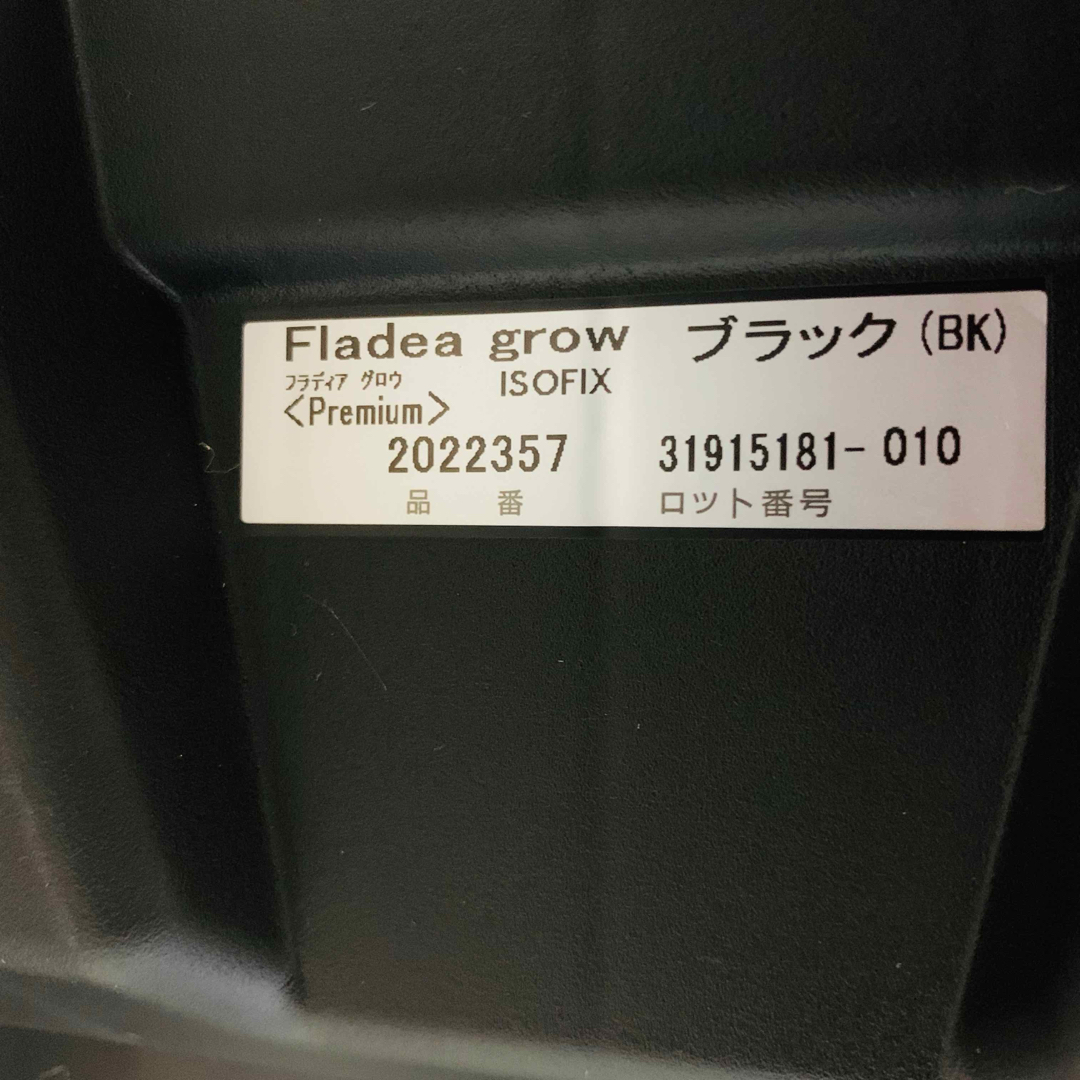 Fladea grow ブラック (BK)
フラディア グロウ ISOFIX
<Premium>
2022357 31915181-010
品番 ロット番号